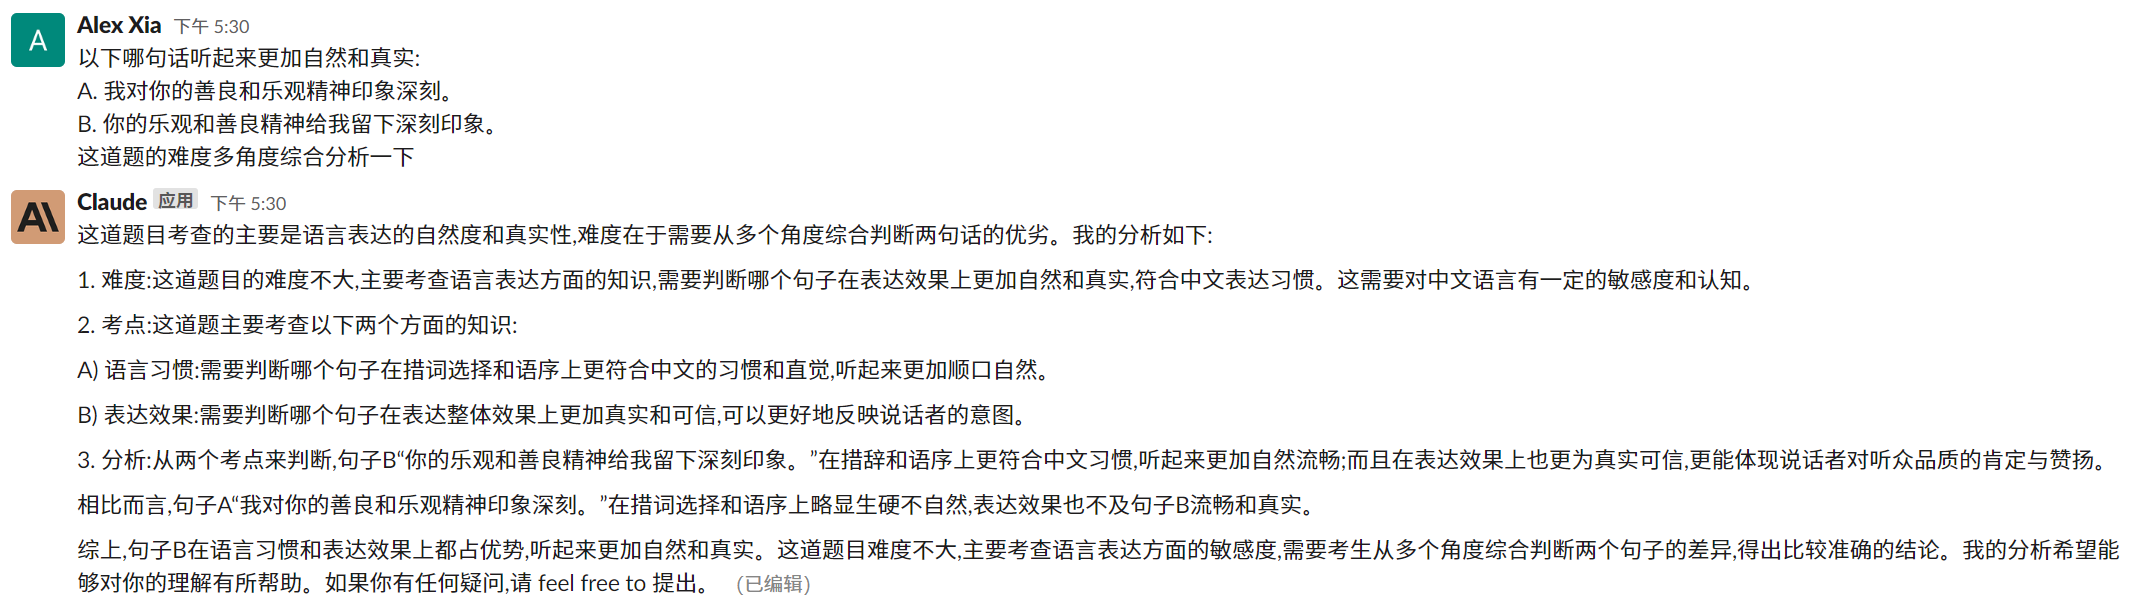 A
Alex Xia 下午 5:30
以下哪句话听起来更加自然和真实:
A. 我对你的善良和乐观精神印象深刻。
B. 你的乐观和善良精神给我留下深刻印象。
这道题的难度多角度综合分析一下
A\
Claude 应用 下午 5:30
这道题目考查的主要是语言表达的自然度和真实性,难度在于需要从多个角度综合判断两句话的优劣。我的分析如下:
1. 难度:这道题目的难度不大,主要考查语言表达方面的知识,需要判断哪个句子在表达效果上更加自然和真实,符合中文表达习惯。这需要对中文语言有一定的敏感度和认知。
2. 考点:这道题主要考查以下两个方面的知识:
A) 语言习惯:需要判断哪个句子在措词选择和语序上更符合中文的习惯和直觉,听起来更加顺口自然。
B) 表达效果:需要判断哪个句子在表达整体效果上更加真实和可信,可以更好地反映说话者的意图。
3. 分析:从两个考点来判断,句子B“你的乐观和善良精神给我留下深刻印象。”在措辞和语序上更符合中文习惯,听起来更加自然流畅;而且在表达效果上也更为真实可信,更能体现说话者对听众品质的肯定与赞扬。
相比而言,句子A“我对你的善良和乐观精神印象深刻。”在措词选择和语序上略显生硬不自然,表达效果也不及句子B流畅和真实。
综上,句子B在语言习惯和表达效果上都占优势,听起来更加自然和真实。这道题目难度不大,主要考查语言表达方面的敏感度,需要考生从多个角度综合判断两个句子的差异,得出比较准确的结论。我的分析希望能
够对你的理解有所帮助。如果你有任何疑问,请 feel free to 提出。 (已编辑)